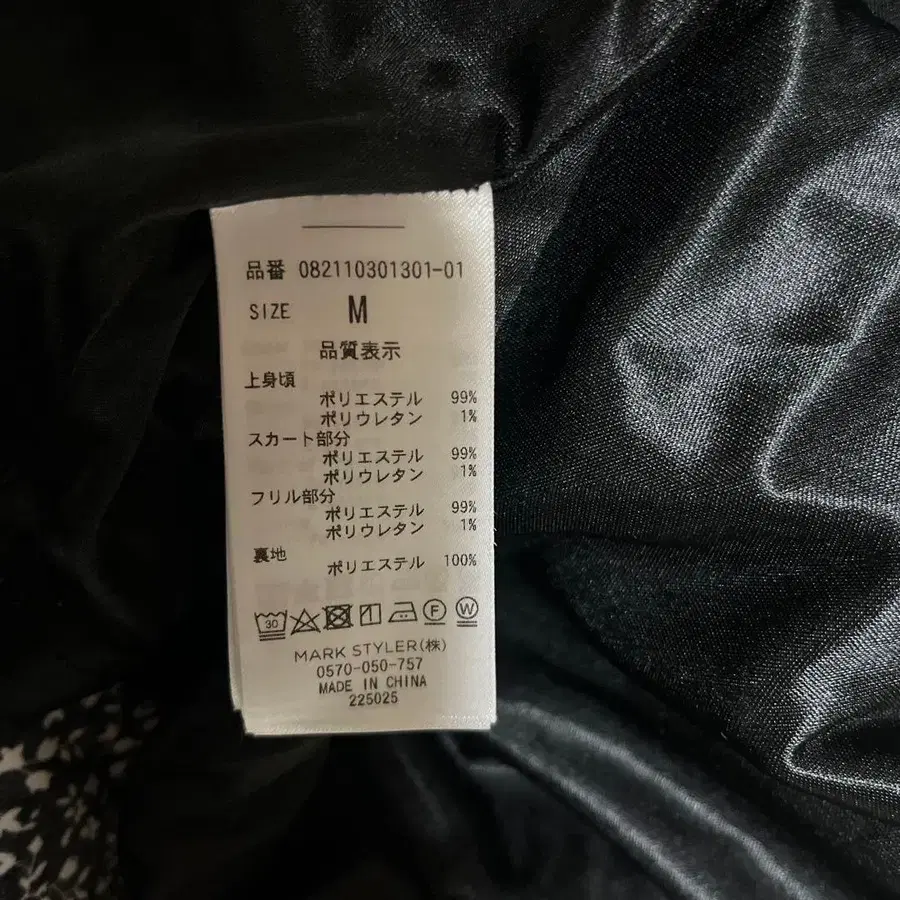 品番 082110301301-01
SIZE M
品質表示
上身頃
ポリエステル 99%
ポリウレタン 1%
スカート部分
ポリエステル 99%
ポリウレタン 1%
フリル部分
ポリエステル 99%
ポリウレタン 1%
裏地
ポリエステル 100%
30 F W
MARK STYLER(株)
0570-050-757
MADE IN CHINA
225025